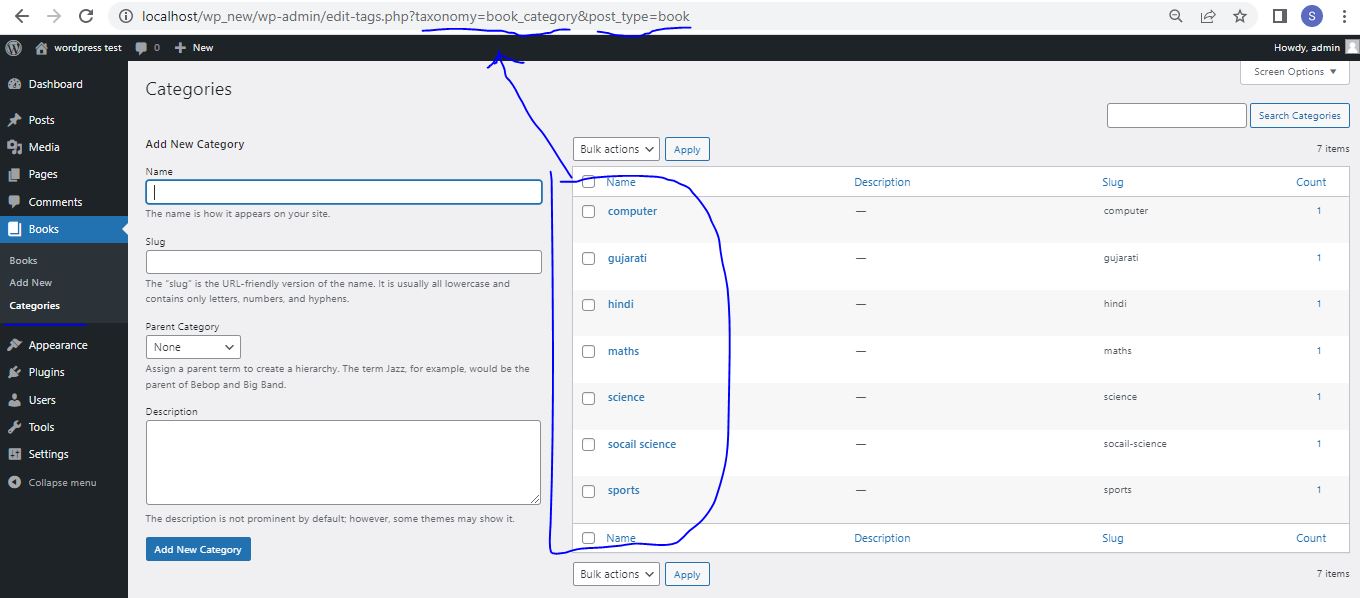 localhost/wp_new/wp-admin/edit-tags.php?taxonomy=book_category&post_type=book
S
wordpress test 0 New Howdy, admin
Screen Options ▼
Dashboard
Posts
Media
Pages
Comments
Books
Books
Add New
Categories
Appearance
Plugins
Users
Tools
Settings
Collapse menu
Categories
Search Categories
Add New Category
Name
The name is how it appears on your site.
Slug
The "slug" is the URL-friendly version of the name. It is usually all lowercase and
contains only letters, numbers, and hyphens.
Parent Category
None
Assign a parent term to create a hierarchy. The term Jazz, for example, would be the
parent of Bebop and Big Band.
Description
The description is not prominent by default; however, some themes may show it.
Add New Category
Bulk actions Apply 7 items
Name Description Slug Count
computer — computer 1
gujarati — gujarati 1
hindi — hindi 1
maths — maths 1
science — science 1
socail science — socail-science 1
sports — sports 1
Name Description Slug Count
Bulk actions Apply 7 items